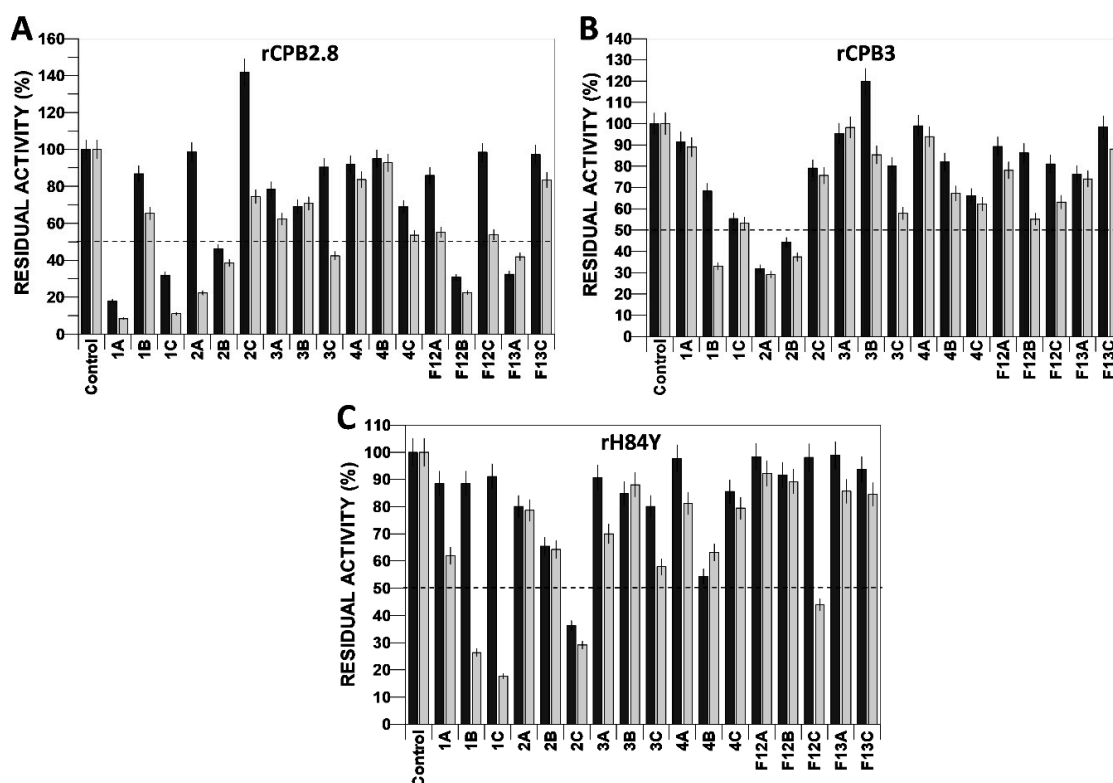 A
rCPB2.8
RESIDUAL ACTIVITY (%)
160
140
120
100
80
60
40
20
0
Control
1A
1B
1C
2A
2B
2C
3A
3B
3C
4A
4B
4C
F12A
F12B
F12C
F13A
F13C
B
rCPB3
RESIDUAL ACTIVITY (%)
140
130
120
110
100
90
80
70
60
50
40
30
20
10
0
Control
1A
1B
1C
2A
2B
2C
3A
3B
3C
4A
4B
4C
F12A
F12B
F12C
F13A
F13C
C
rH84Y
RESIDUAL ACTIVITY (%)
110
100
90
80
70
60
50
40
30
20
10
0
Control
1A
1B
1C
2A
2B
2C
3A
3B
3C
4A
4B
4C
F12A
F12B
F12C
F13A
F13C